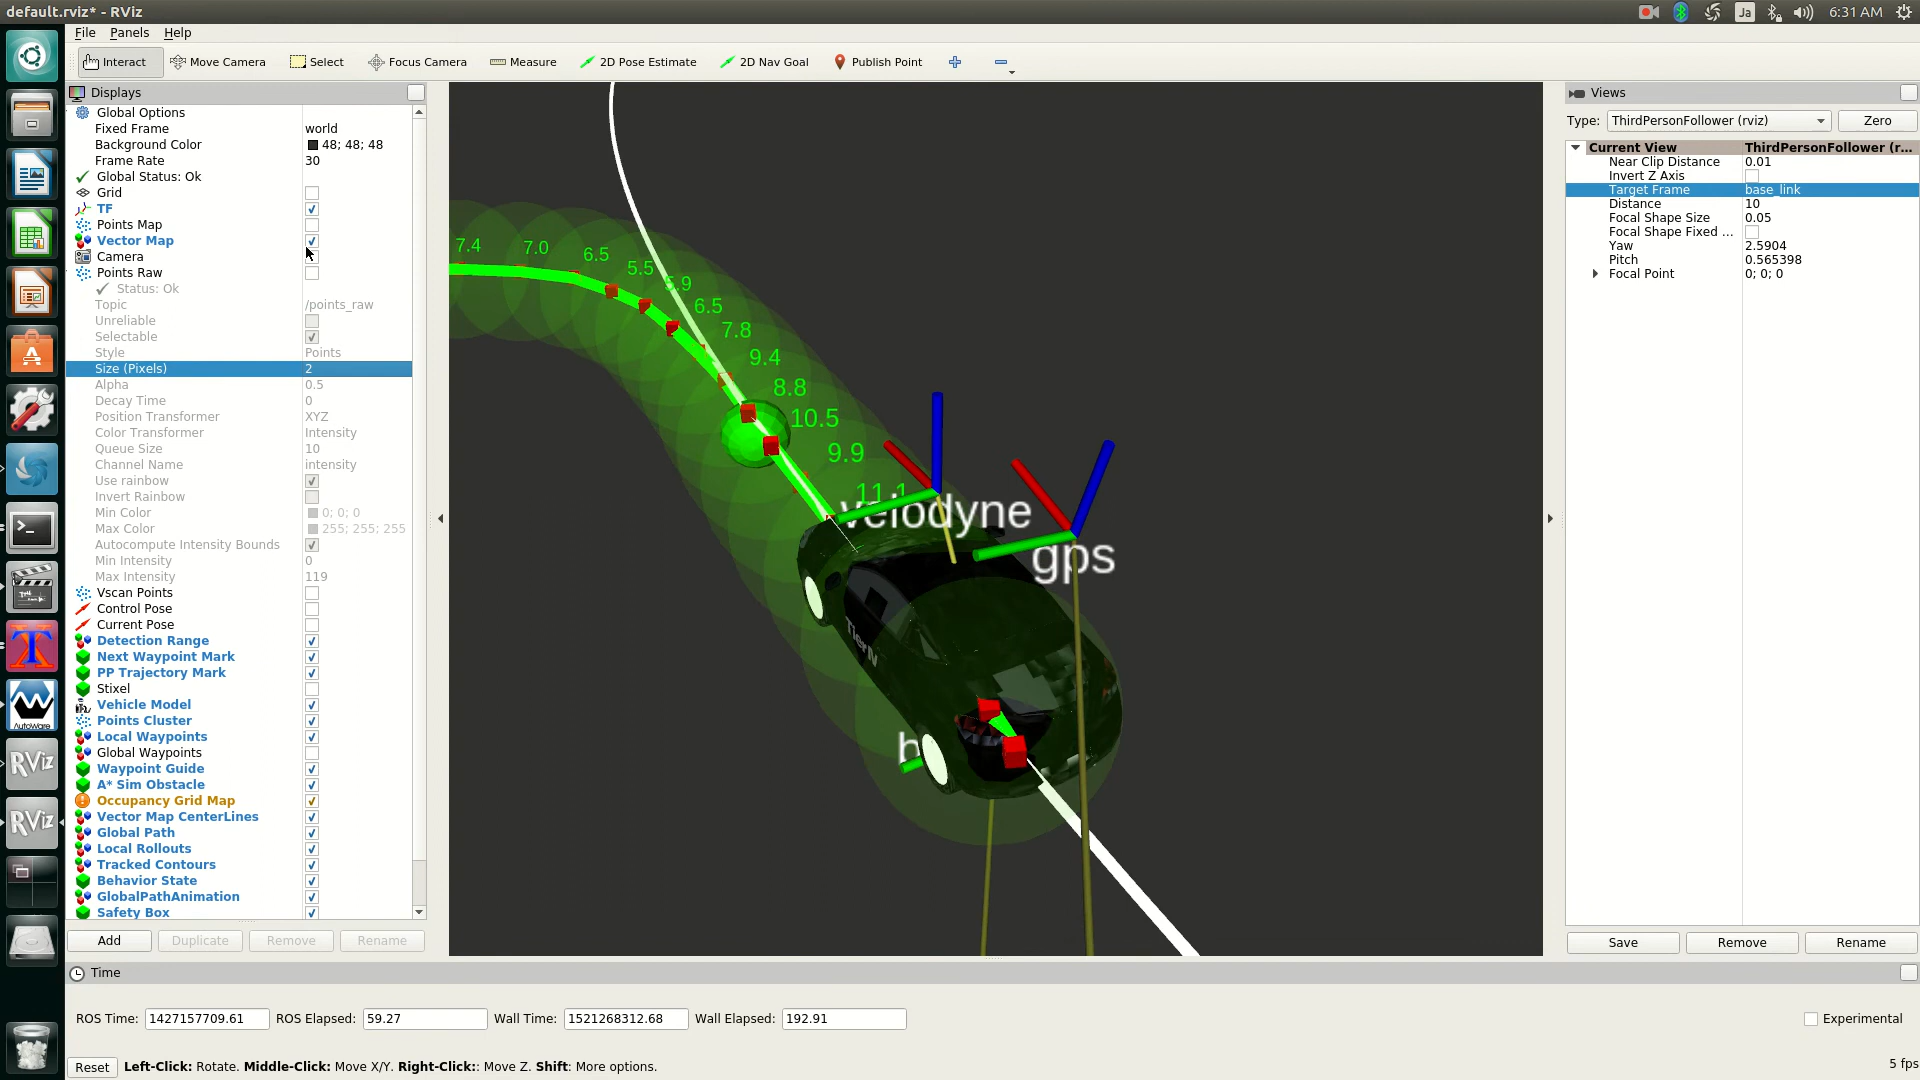 default.rviz* - RViz
Ja
6:31 AM
File Panels Help
Interact Move Camera Select Focus Camera Measure 2D Pose Estimate 2D Nav Goal Publish Point
Displays
Global Options
Fixed Frame world
Background Color 48; 48; 48
Frame Rate 30
Global Status: Ok
Grid
TF
Points Map
Vector Map
Camera
Points Raw
Status: Ok
Topic /points_raw
Unreliable
Selectable
Style Points
Size (Pixels) 2
Alpha 0.5
Decay Time 0
Position Transformer XYZ
Color Transformer Intensity
Queue Size 10
Channel Name intensity
Use rainbow
Invert Rainbow
Min Color 0; 0; 0
Max Color 255; 255; 255
Autocompute Intensity Bounds
Min Intensity 0
Max Intensity 119
Vscan Points
Control Pose
Current Pose
Detection Range
Next Waypoint Mark
PP Trajectory Mark
Stixel
Vehicle Model
Points Cluster
Local Waypoints
Global Waypoints
Waypoint Guide
A* Sim Obstacle
Occupancy Grid Map
Vector Map CenterLines
Global Path
Local Rollouts
Tracked Contours
Behavior State
GlobalPathAnimation
Safety Box
Add Duplicate Remove Rename
7.4
7.0
6.5
5.5
6.5
7.8
9.4
8.8
10.5
9.9
11.1
velodyne
gps
TierIV
Views
Type: ThirdPersonFollower (rviz) Zero
Current View ThirdPersonFollower (r...
Near Clip Distance 0.01
Invert Z Axis
Target Frame base_link
Distance 10
Focal Shape Size 0.05
Focal Shape Fixed ...
Yaw 2.5904
Pitch 0.565398
Focal Point 0; 0; 0
Save Remove Rename
Time
ROS Time: 1427157709.61 ROS Elapsed: 59.27 Wall Time: 1521268312.68 Wall Elapsed: 192.91
Experimental
Reset Left-Click: Rotate. Middle-Click: Move X/Y. Right-Click:: Move Z. Shift: More options.
5 fps
AutoWare
RViz
RViz